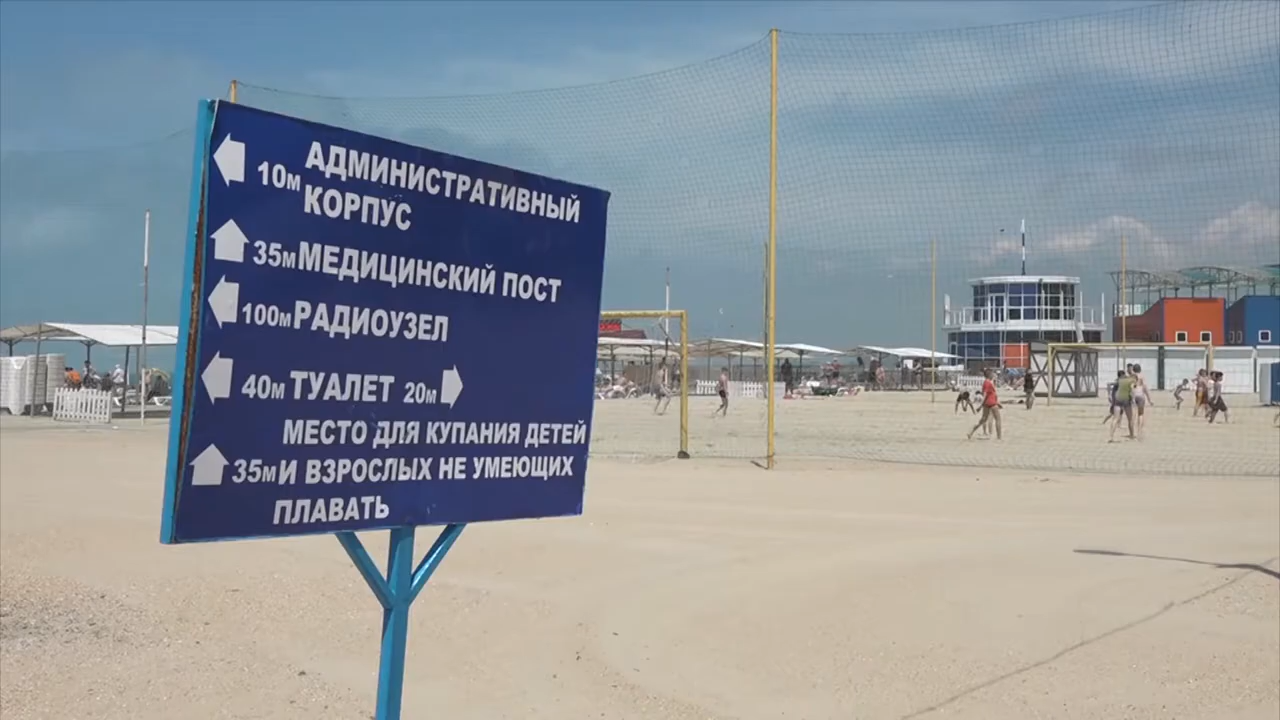 АДМИНИСТРАТИВНЫЙ
10м КОРПУС
35м МЕДИЦИНСКИЙ ПОСТ
100м РАДИОУЗЕЛ
40м ТУАЛЕТ 20м
МЕСТО ДЛЯ КУПАНИЯ ДЕТЕЙ
35м И ВЗРОСЛЫХ НЕ УМЕЮЩИХ
ПЛАВАТЬ